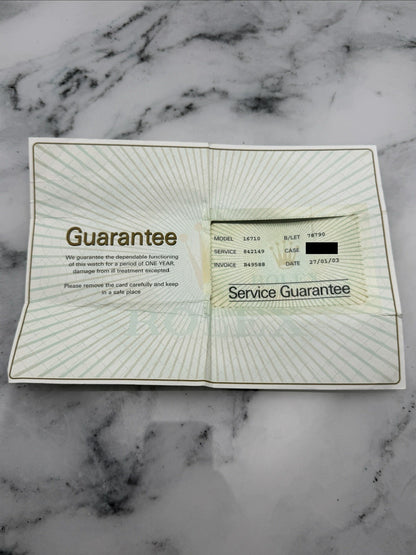 Guarantee
We guarantee the dependable functioning
of this watch for a period of ONE YEAR,
damage from ill treatment excepted.
Please remove the card carefully and keep
in a safe place
MODEL 16710 B/LET 78790
SERVICE 842149 CASE
INVOICE 849588 DATE 27/01/03
Service Guarantee